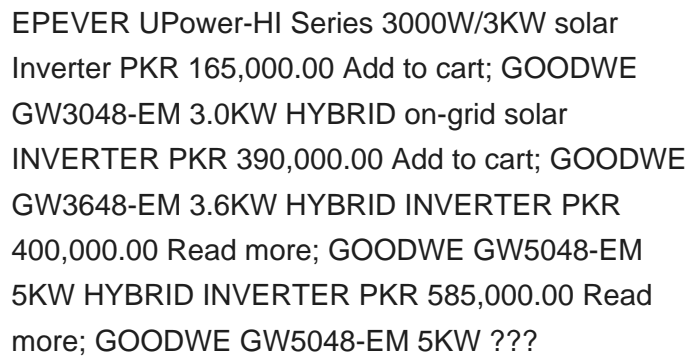 EPEVER UPower-HI Series 3000W/3KW solar
Inverter PKR 165,000.00 Add to cart; GOODWE
GW3048-EM 3.0KW HYBRID on-grid solar
INVERTER PKR 390,000.00 Add to cart; GOODWE
GW3648-EM 3.6KW HYBRID INVERTER PKR
400,000.00 Read more; GOODWE GW5048-EM
5KW HYBRID INVERTER PKR 585,000.00 Read
more; GOODWE GW5048-EM 5KW ???